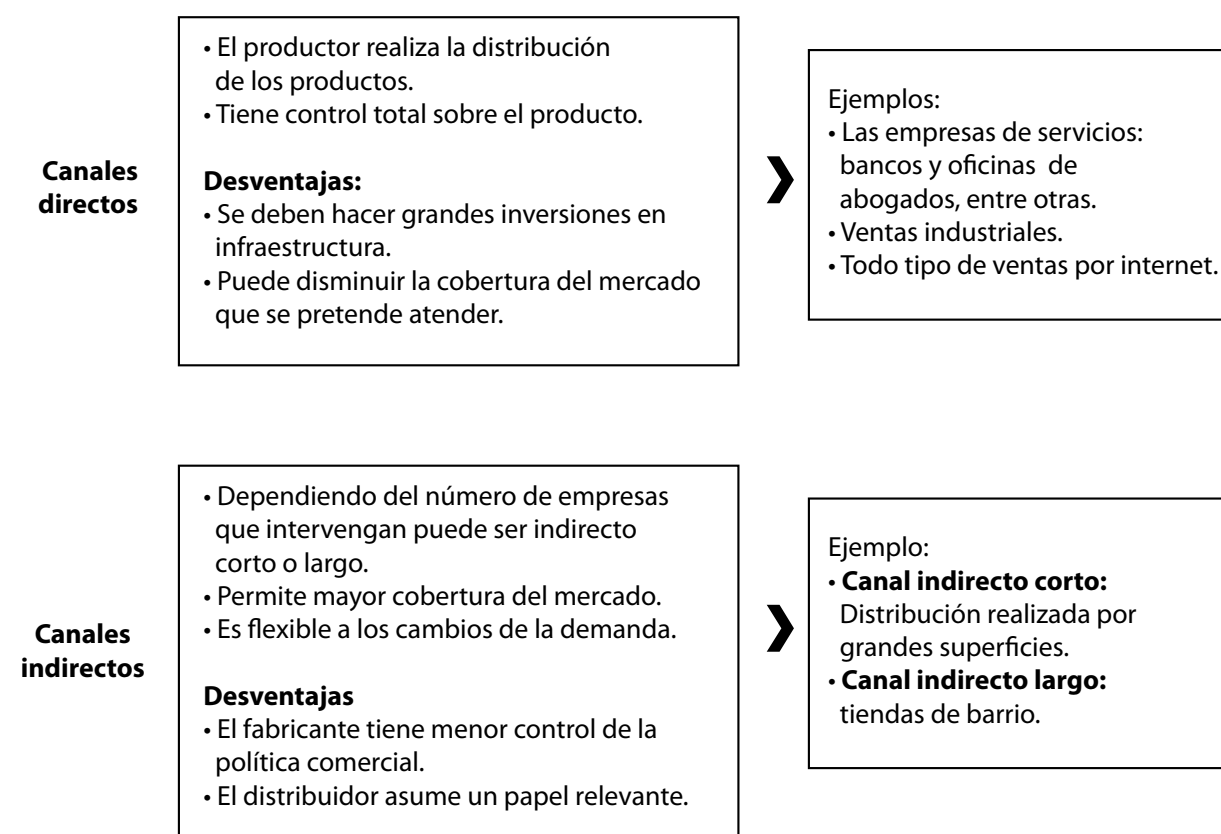 Canales
directos
• El productor realiza la distribución
de los productos.
• Tiene control total sobre el producto.
Desventajas:
• Se deben hacer grandes inversiones en
infraestructura.
• Puede disminuir la cobertura del mercado
que se pretende atender.
Ejemplos:
• Las empresas de servicios:
bancos y oficinas de
abogados, entre otras.
• Ventas industriales.
• Todo tipo de ventas por internet.
Canales
indirectos
• Dependiendo del número de empresas
que intervengan puede ser indirecto
corto o largo.
• Permite mayor cobertura del mercado.
• Es flexible a los cambios de la demanda.
Desventajas
• El fabricante tiene menor control de la
política comercial.
• El distribuidor asume un papel relevante.
Ejemplo:
• Canal indirecto corto:
Distribución realizada por
grandes superficies.
• Canal indirecto largo:
tiendas de barrio.